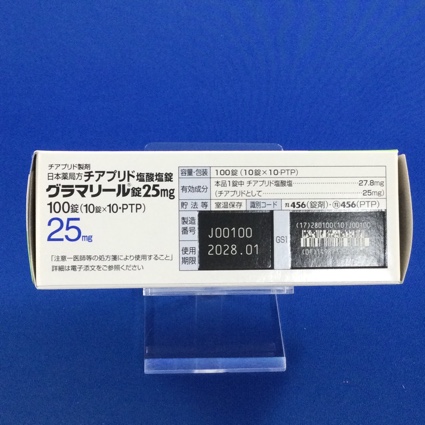 チアプリド製剤
日本薬局方 チアプリド塩酸塩錠
グラマリール錠25mg
100錠(10錠×10・PTP)
25mg
「注意－医師等の処方箋により使用すること」
詳細は電子添文をご参照ください
容量・包装 100錠(10錠×10・PTP)
有効成分 本品1錠中 チアプリド塩酸塩 27.8mg
(チアプリドとして 25mg)
貯法等 室温保存 識別コード 456(錠剤)・456(PTP)
製造番号 J00100
使用期限 2028.01
GS1
(17)280100(10)J00100